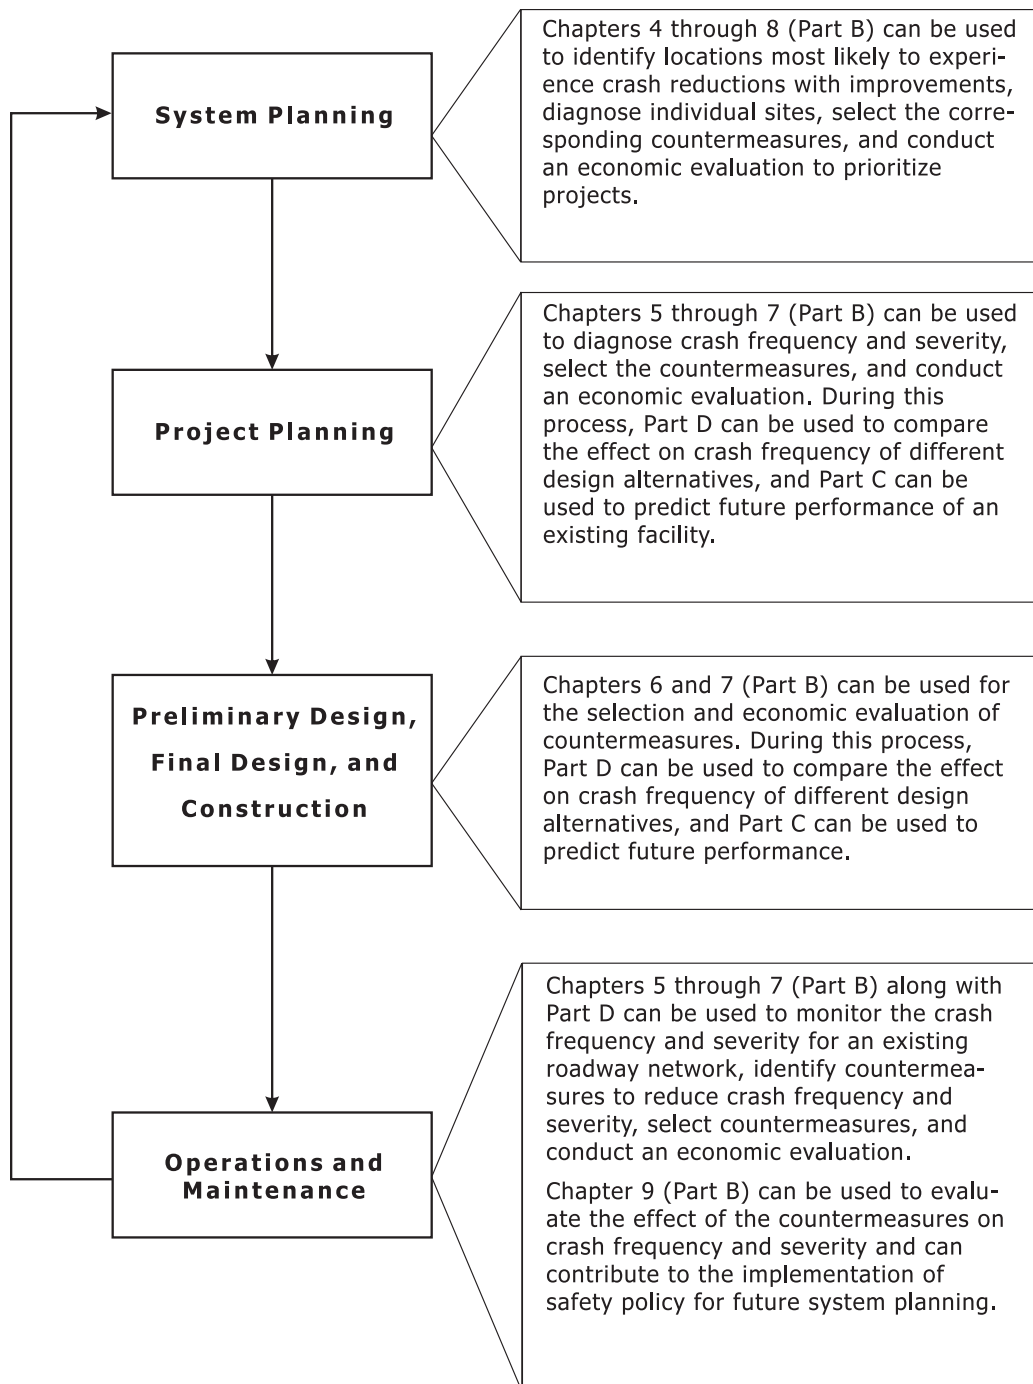 System Planning
Chapters 4 through 8 (Part B) can be used
to identify locations most likely to experi-
ence crash reductions with improvements,
diagnose individual sites, select the corre-
sponding countermeasures, and conduct
an economic evaluation to prioritize
projects.
Project Planning
Chapters 5 through 7 (Part B) can be used
to diagnose crash frequency and severity,
select the countermeasures, and conduct
an economic evaluation. During this
process, Part D can be used to compare
the effect on crash frequency of different
design alternatives, and Part C can be
used to predict future performance of an
existing facility.
Preliminary Design,
Final Design, and
Construction
Chapters 6 and 7 (Part B) can be used for
the selection and economic evaluation of
countermeasures. During this process,
Part D can be used to compare the effect
on crash frequency of different design
alternatives, and Part C can be used to
predict future performance.
Operations and
Maintenance
Chapters 5 through 7 (Part B) along with
Part D can be used to monitor the crash
frequency and severity for an existing
roadway network, identify countermea-
sures to reduce crash frequency and
severity, select countermeasures, and
conduct an economic evaluation.
Chapter 9 (Part B) can be used to evalu-
ate the effect of the countermeasures on
crash frequency and severity and can
contribute to the implementation of
safety policy for future system planning.